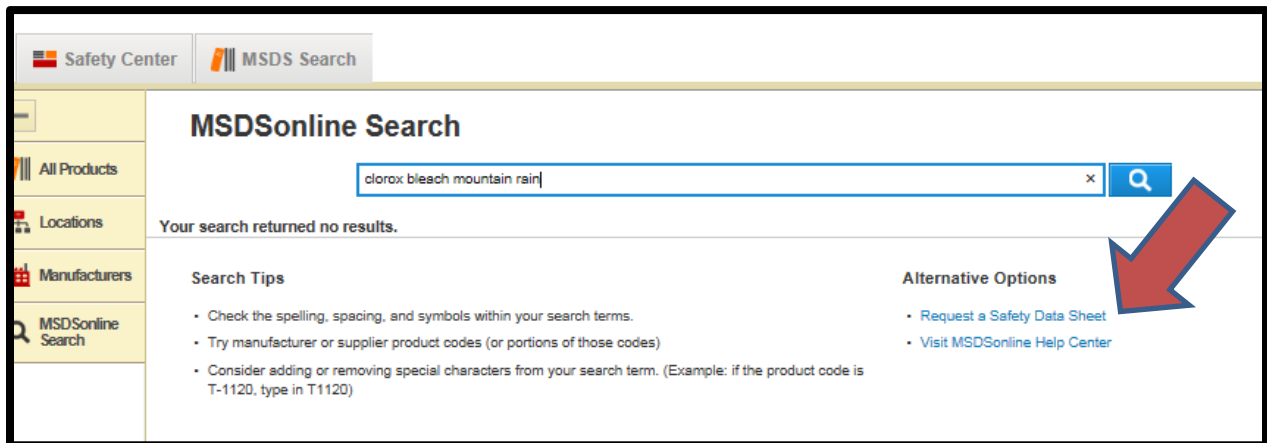 Safety Center
MSDS Search
MSDSonline Search
All Products
clorox bleach mountain rain
×
Locations
Your search returned no results.
Manufacturers
Search Tips
Alternative Options
MSDSonline
Search
• Check the spelling, spacing, and symbols within your search terms.
• Request a Safety Data Sheet
• Try manufacturer or supplier product codes (or portions of those codes)
• Visit MSDSonline Help Center
• Consider adding or removing special characters from your search term. (Example: if the product code is
T-1120, type in T1120)